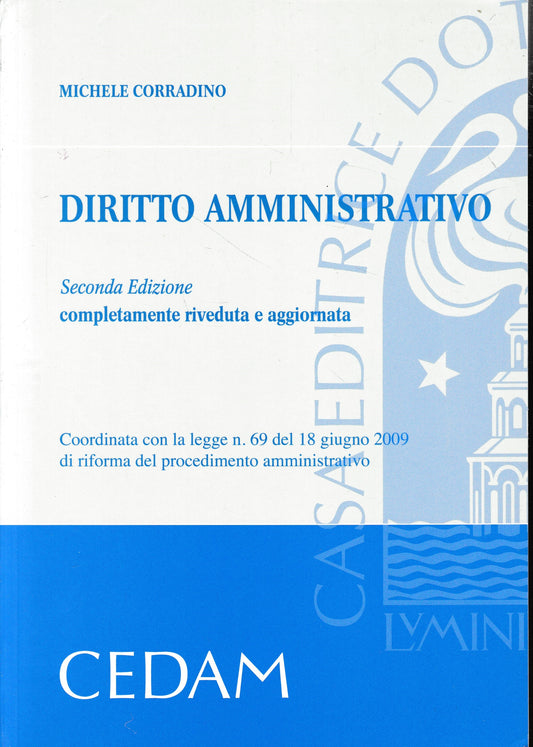 MICHELE CORRADINO
DIRITTO AMMINISTRATIVO
Seconda Edizione
completamente riveduta e aggiornata
Coordinata con la legge n. 69 del 18 giugno 2009
di riforma del procedimento amministrativo
CASA EDITRICE DOT
LVMINI
CEDAM